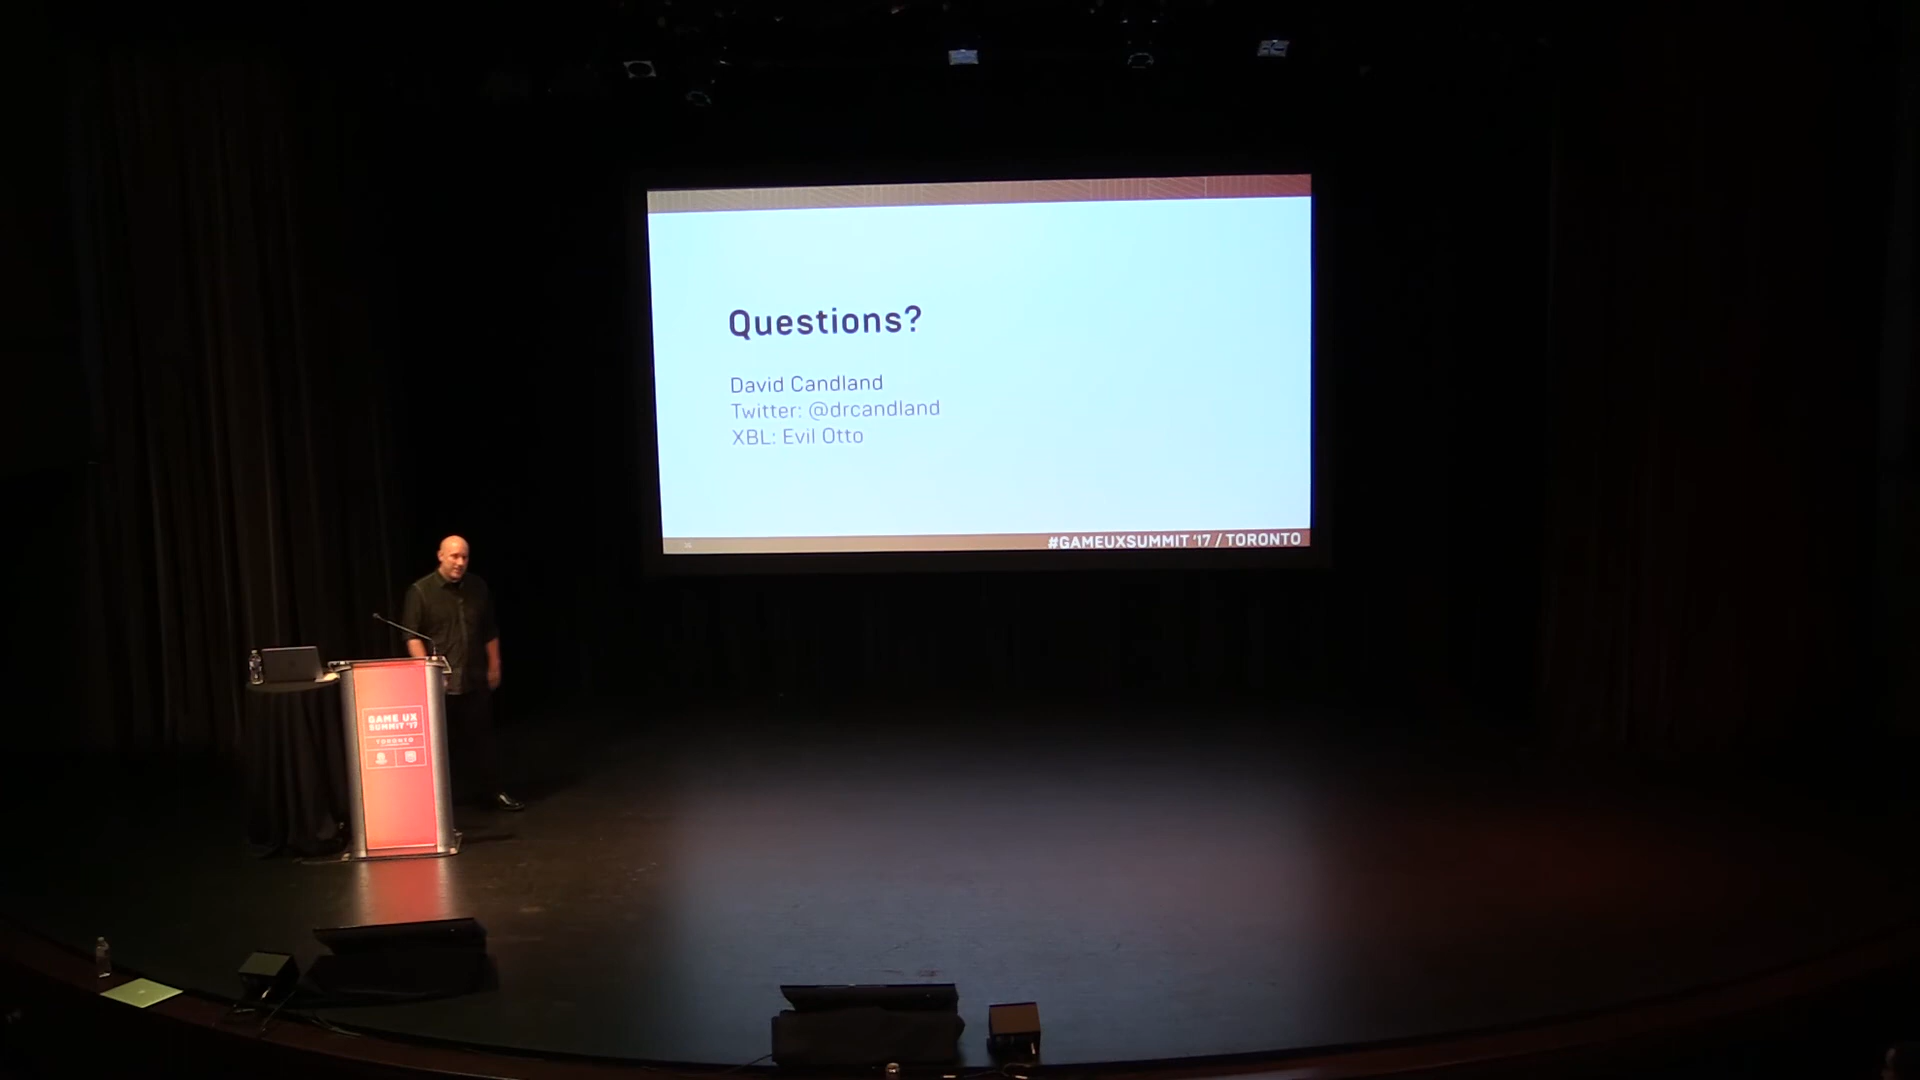 Questions?
David Candland
Twitter: @drcandland
XBL: Evil Otto
#GAMEUXSUMMIT '17 / TORONTO
GAME UX
SUMMIT '17
TORONTO